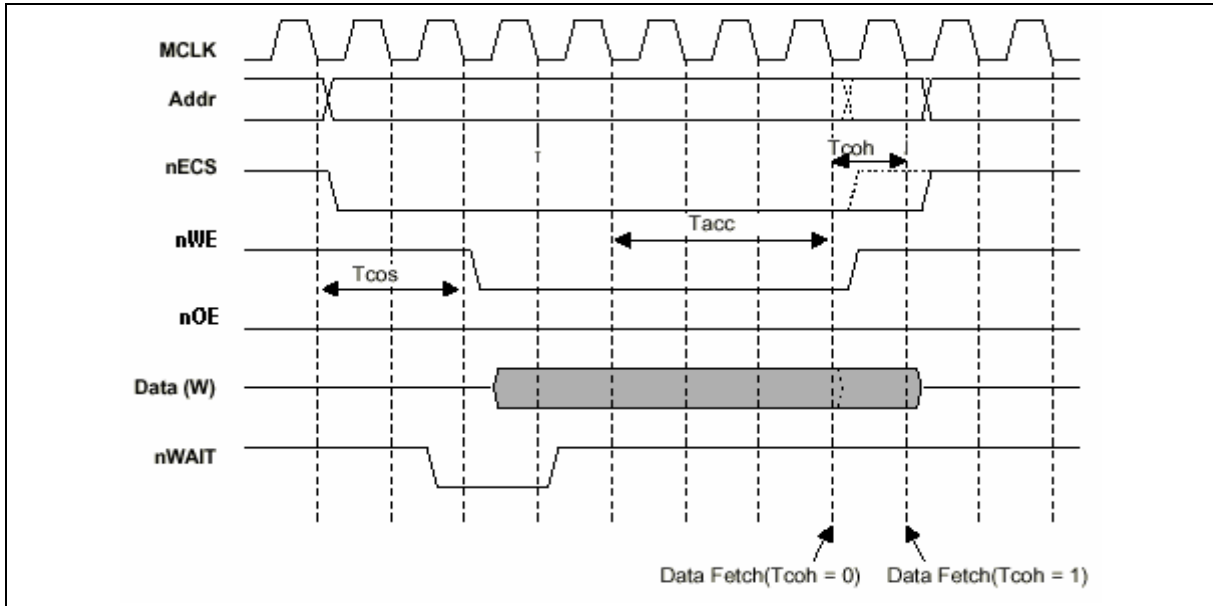 MCLK
Addr
T
Tcoh
nECS
Tacc
nWE
Tcos
nOE
Data (W)
nWAIT
Data Fetch(Tcoh = 0) Data Fetch(Tcoh = 1)